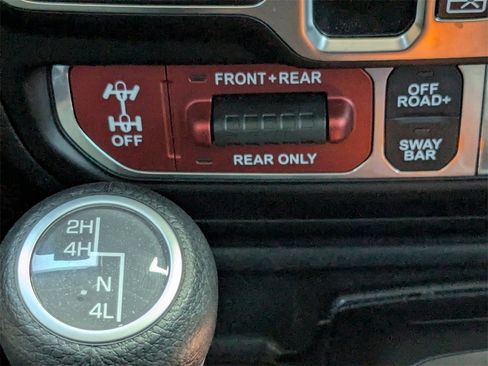 FRONT+REAR
OFF
REAR ONLY
OFF
ROAD+
SWAY
BAR
2H
4H
N
4L